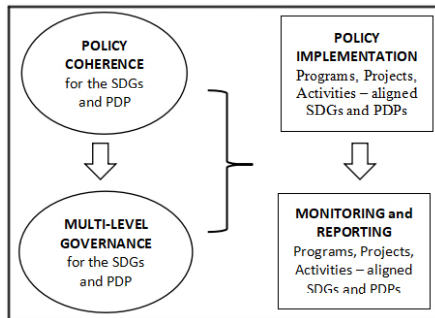 POLICY
COHERENCE
for the SDGs
and PDP
POLICY
IMPLEMENTATION
Programs, Projects,
Activities – aligned
SDGs and PDPs
MULTI-LEVEL
GOVERNANCE
for the SDGs
and PDP
MONITORING and
REPORTING
Programs, Projects,
Activities – aligned
SDGs and PDPs